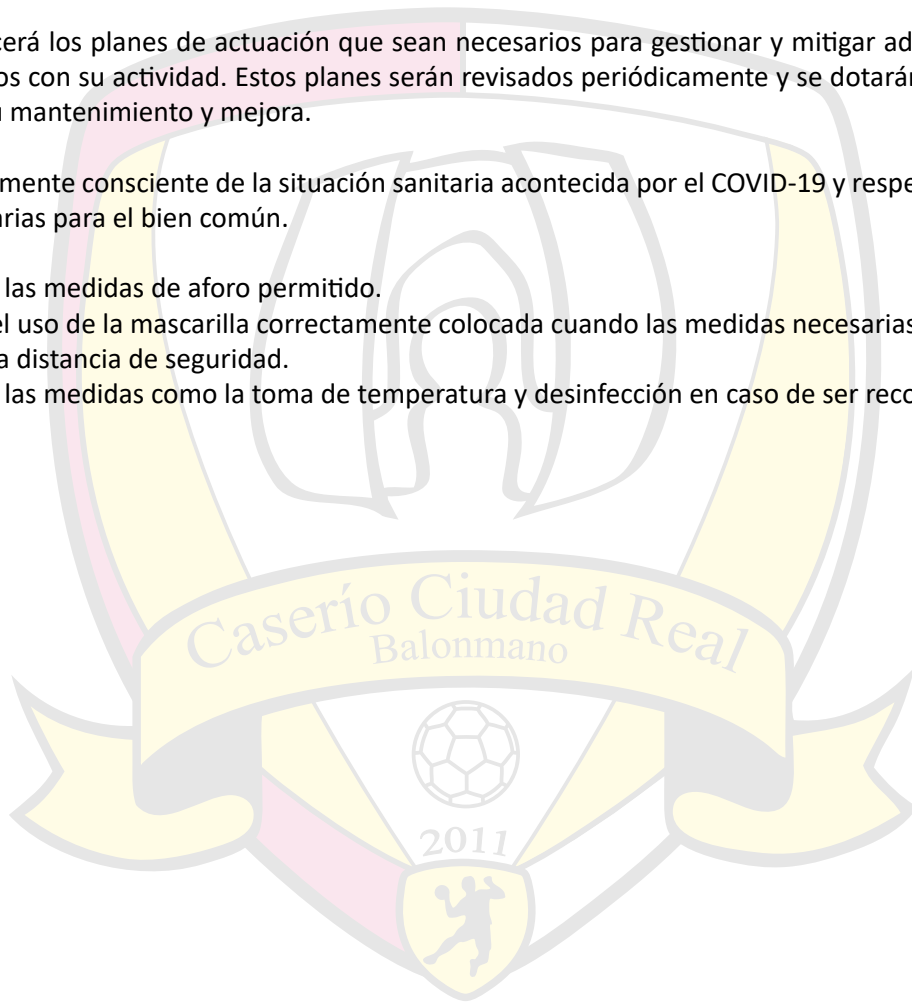 cerá los planes de actuación que sean necesarios para gestionar y mitigar ad
os con su actividad. Estos planes serán revisados periódicamente y se dotarán
u mantenimiento y mejora.
mente consciente de la situación sanitaria acontecida por el COVID-19 y respe
arias para el bien común.
las medidas de aforo permitido.
el uso de la mascarilla correctamente colocada cuando las medidas necesarias
a distancia de seguridad.
las medidas como la toma de temperatura y desinfección en caso de ser reco
Caserío Ciudad Real
Balonmano
2011